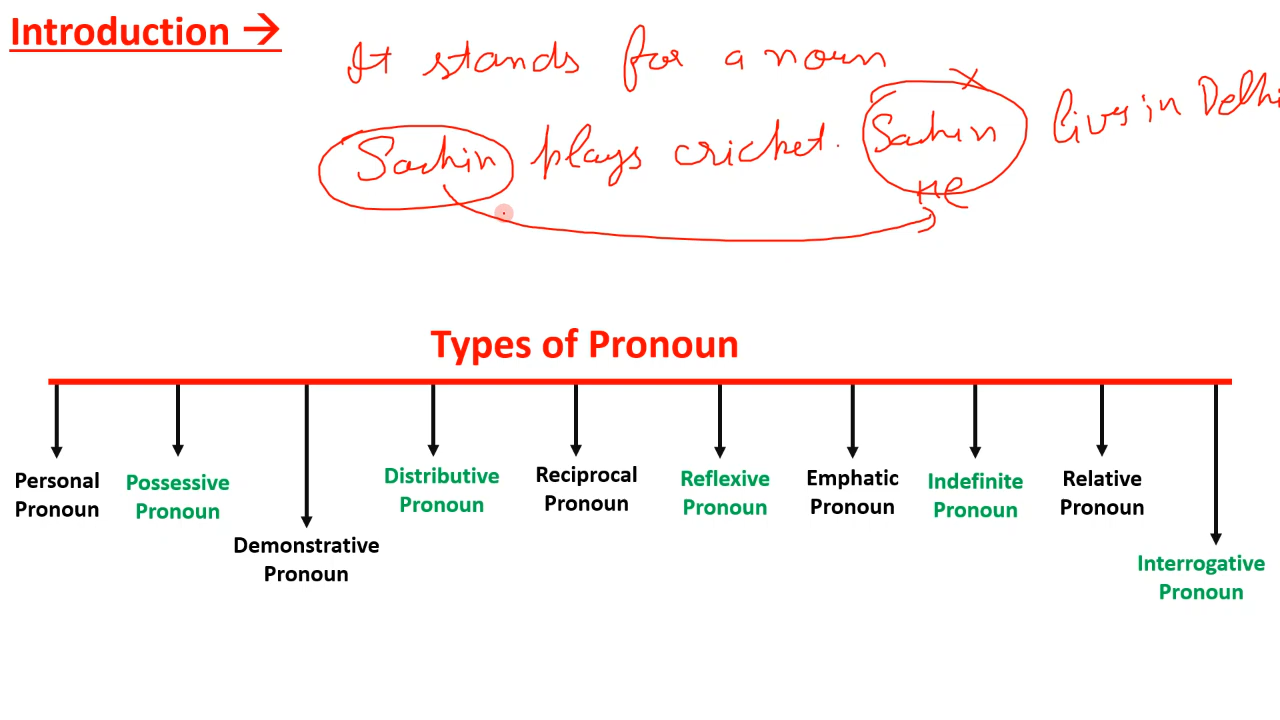 Introduction →
It stands for a noun
Sachin plays cricket. Sachin lives in Delhi
He
Types of Pronoun
Personal Pronoun
Possessive Pronoun
Demonstrative Pronoun
Distributive Pronoun
Reciprocal Pronoun
Reflexive Pronoun
Emphatic Pronoun
Indefinite Pronoun
Relative Pronoun
Interrogative Pronoun